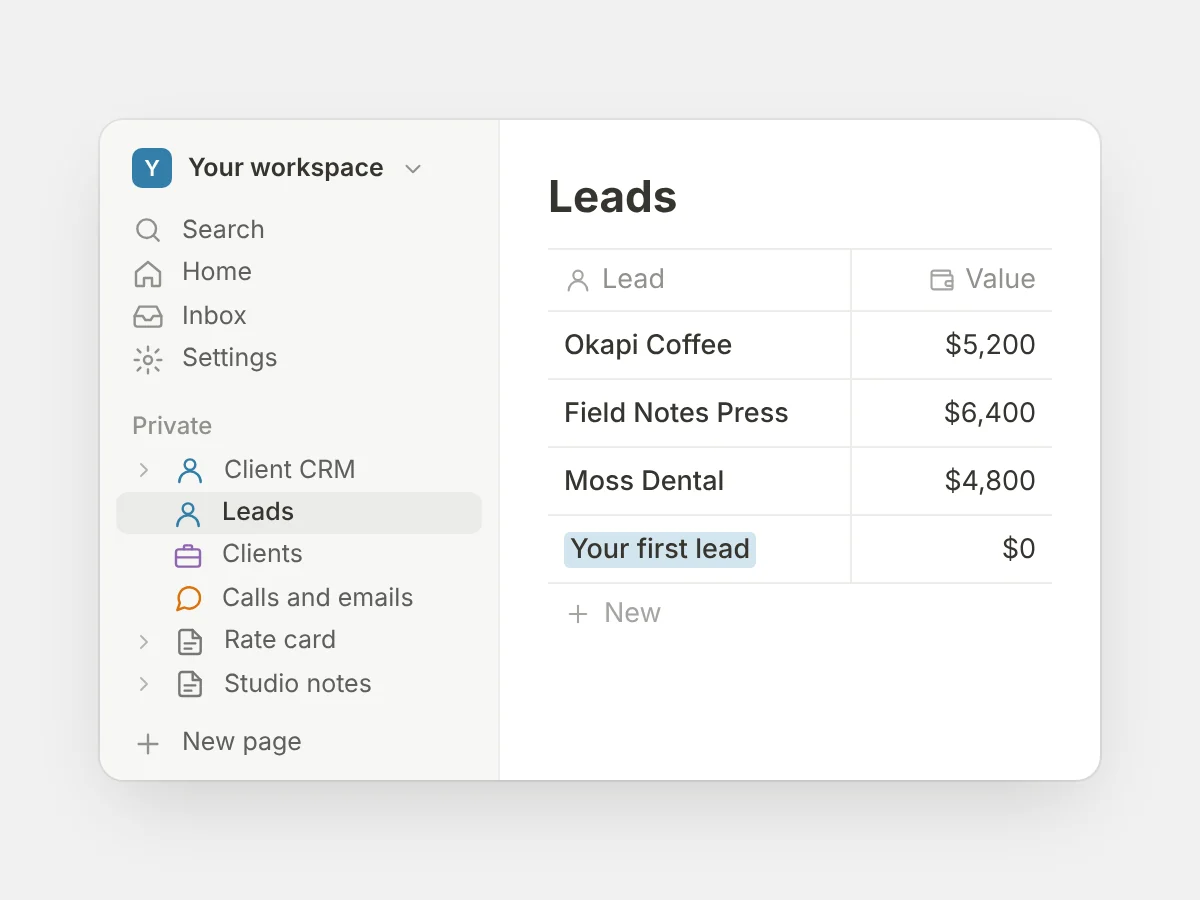 Y Your workspace
Search
Home
Inbox
Settings
Private
Client CRM
Leads
Clients
Calls and emails
Rate card
Studio notes
New page
Leads
Lead Value
Okapi Coffee $5,200
Field Notes Press $6,400
Moss Dental $4,800
Your first lead $0
New